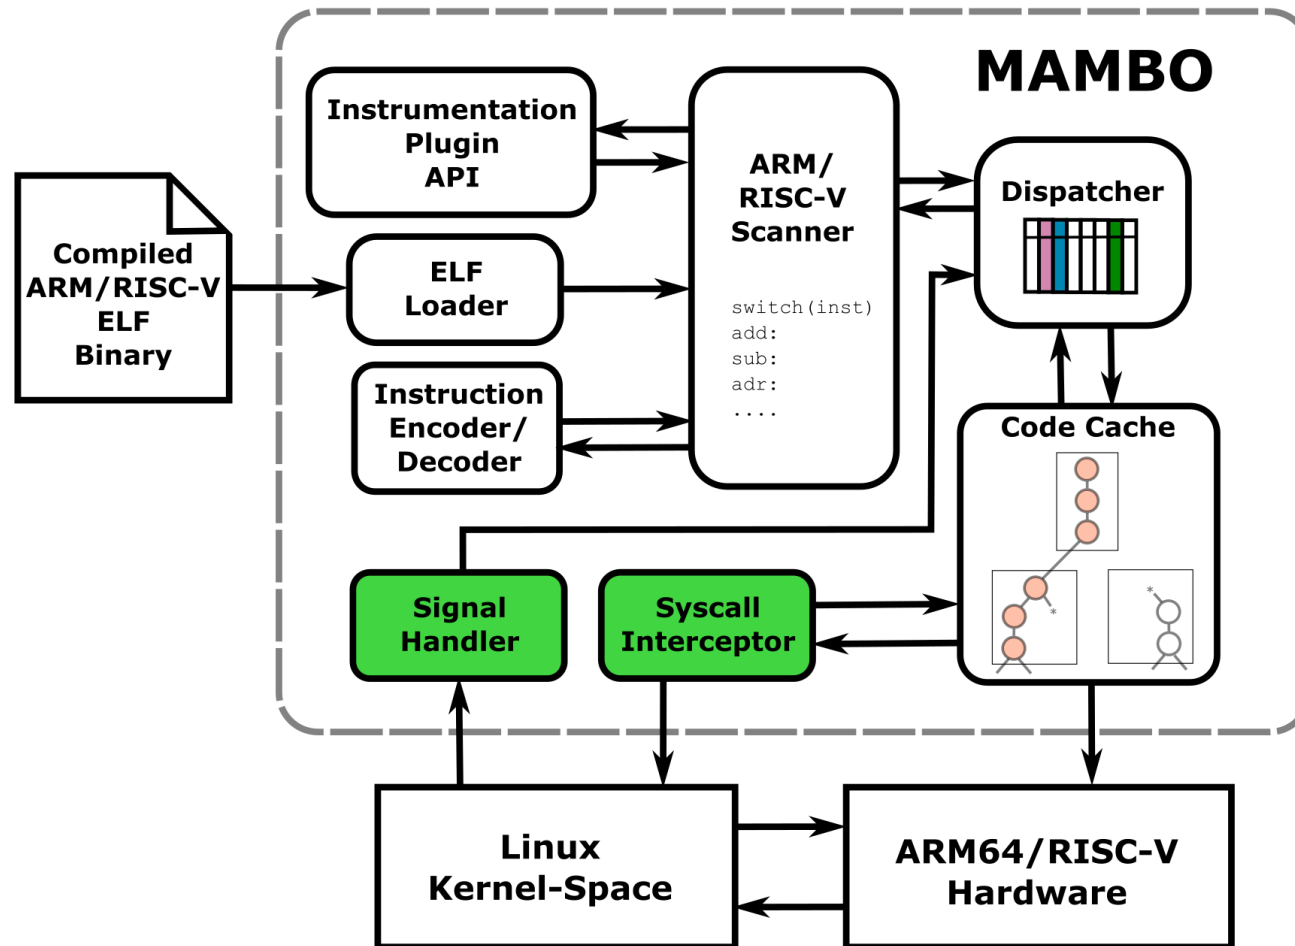 MAMBO
Instrumentation
Plugin
API
ARM/
RISC-V
Scanner
switch(inst)
add:
sub:
adr:
....
Dispatcher
Compiled
ARM/RISC-V
ELF
Binary
ELF
Loader
Instruction
Encoder/
Decoder
Code Cache
*
*
Signal
Handler
Syscall
Interceptor
Linux
Kernel-Space
ARM64/RISC-V
Hardware